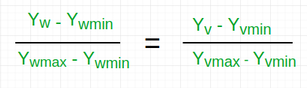 Yw - Ywmin = Yv - Yvmin
Ywmax - Ywmin Yvmax - Yvmin